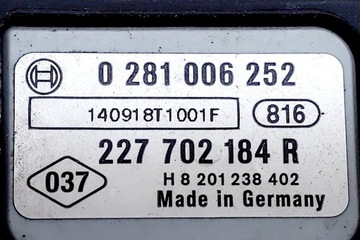 0 281 006 252
140918T1001F 816
227 702 184 R
037 H 8 201 238 402
Made in Germany